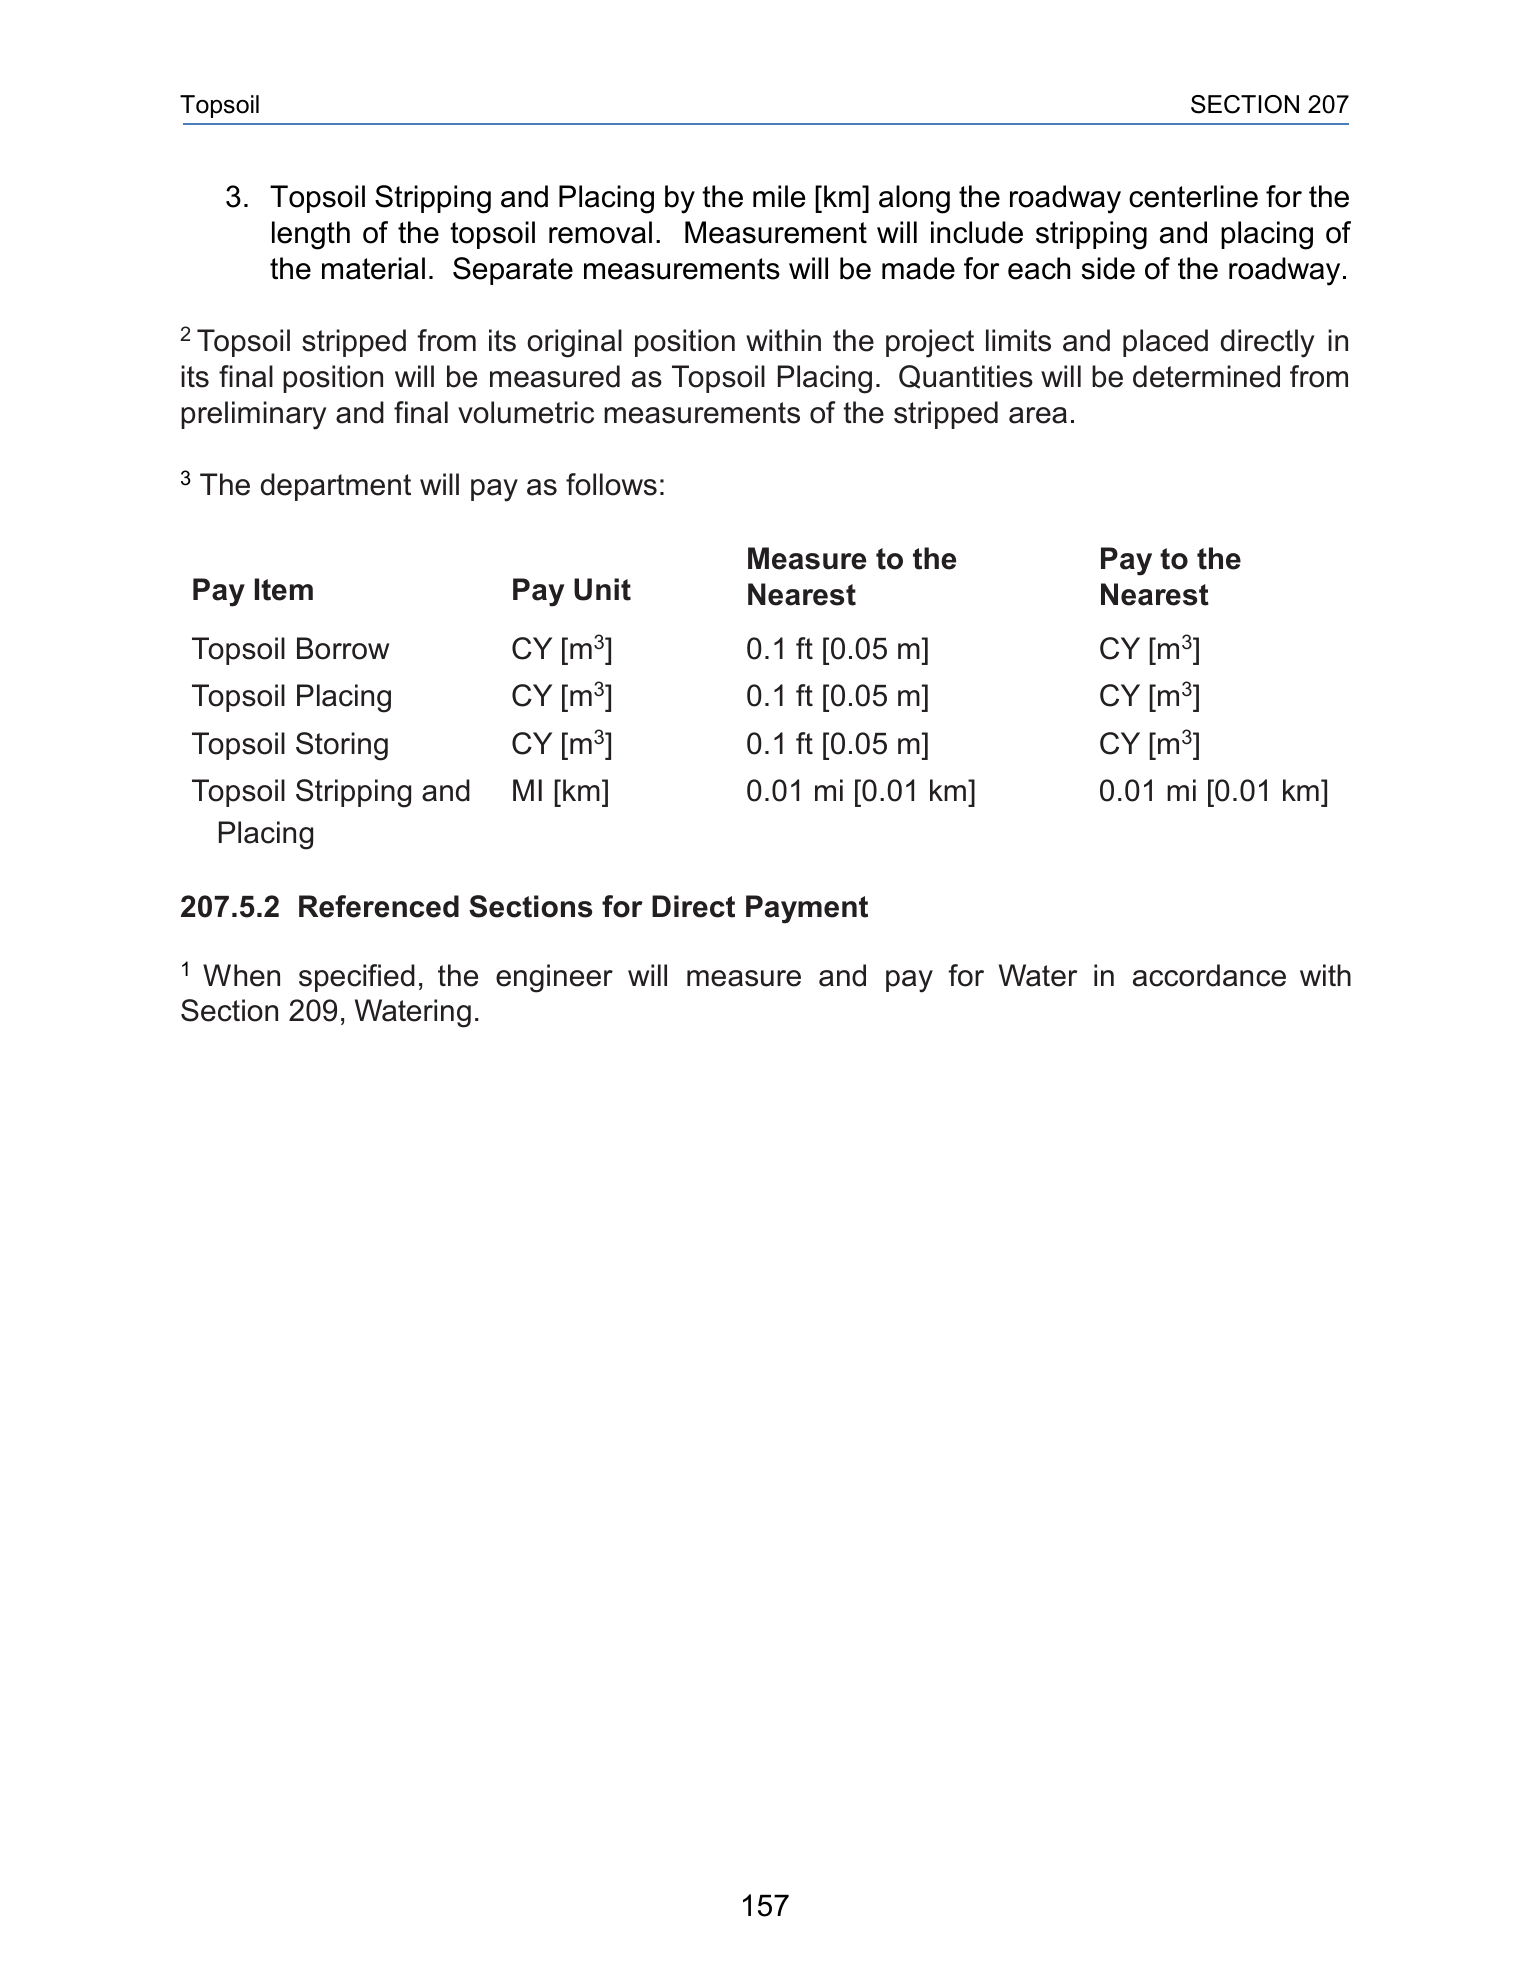 Topsoil SECTION 207
3. Topsoil Stripping and Placing by the mile [km] along the roadway centerline for the
length of the topsoil removal. Measurement will include stripping and placing of
the material. Separate measurements will be made for each side of the roadway.
² Topsoil stripped from its original position within the project limits and placed directly in
its final position will be measured as Topsoil Placing. Quantities will be determined from
preliminary and final volumetric measurements of the stripped area.
³ The department will pay as follows:
Pay Item Pay Unit Measure to the Nearest Pay to the Nearest
Topsoil Borrow CY [m³] 0.1 ft [0.05 m] CY [m³]
Topsoil Placing CY [m³] 0.1 ft [0.05 m] CY [m³]
Topsoil Storing CY [m³] 0.1 ft [0.05 m] CY [m³]
Topsoil Stripping and MI [km] 0.01 mi [0.01 km] 0.01 mi [0.01 km]
Placing
207.5.2 Referenced Sections for Direct Payment
¹ When specified, the engineer will measure and pay for Water in accordance with
Section 209, Watering.
157